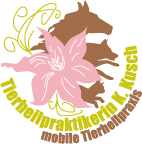 Tierheilpraktikerin K. Kusch
mobile Tierheilpraxis